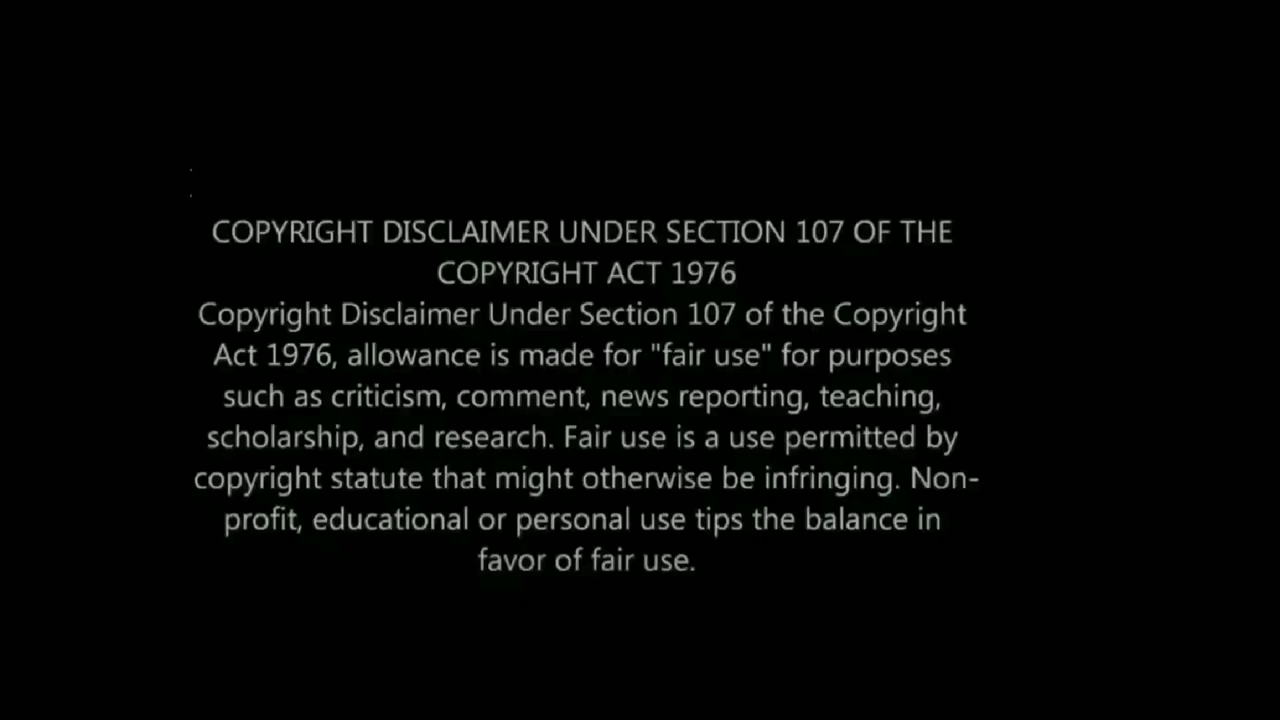 COPYRIGHT DISCLAIMER UNDER SECTION 107 OF THE
COPYRIGHT ACT 1976
Copyright Disclaimer Under Section 107 of the Copyright
Act 1976, allowance is made for "fair use" for purposes
such as criticism, comment, news reporting, teaching,
scholarship, and research. Fair use is a use permitted by
copyright statute that might otherwise be infringing. Non-
profit, educational or personal use tips the balance in
favor of fair use.